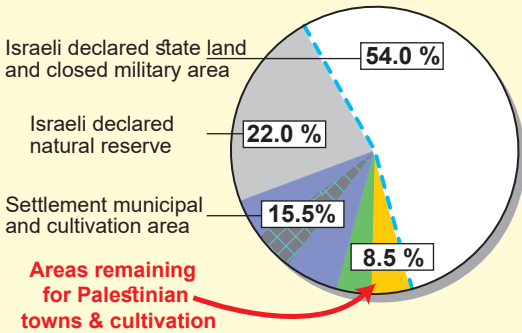 Israeli declared state land
and closed military area
54.0 %
Israeli declared
natural reserve
22.0 %
Settlement municipal
and cultivation area
15.5%
8.5 %
Areas remaining
for Palestinian
towns & cultivation